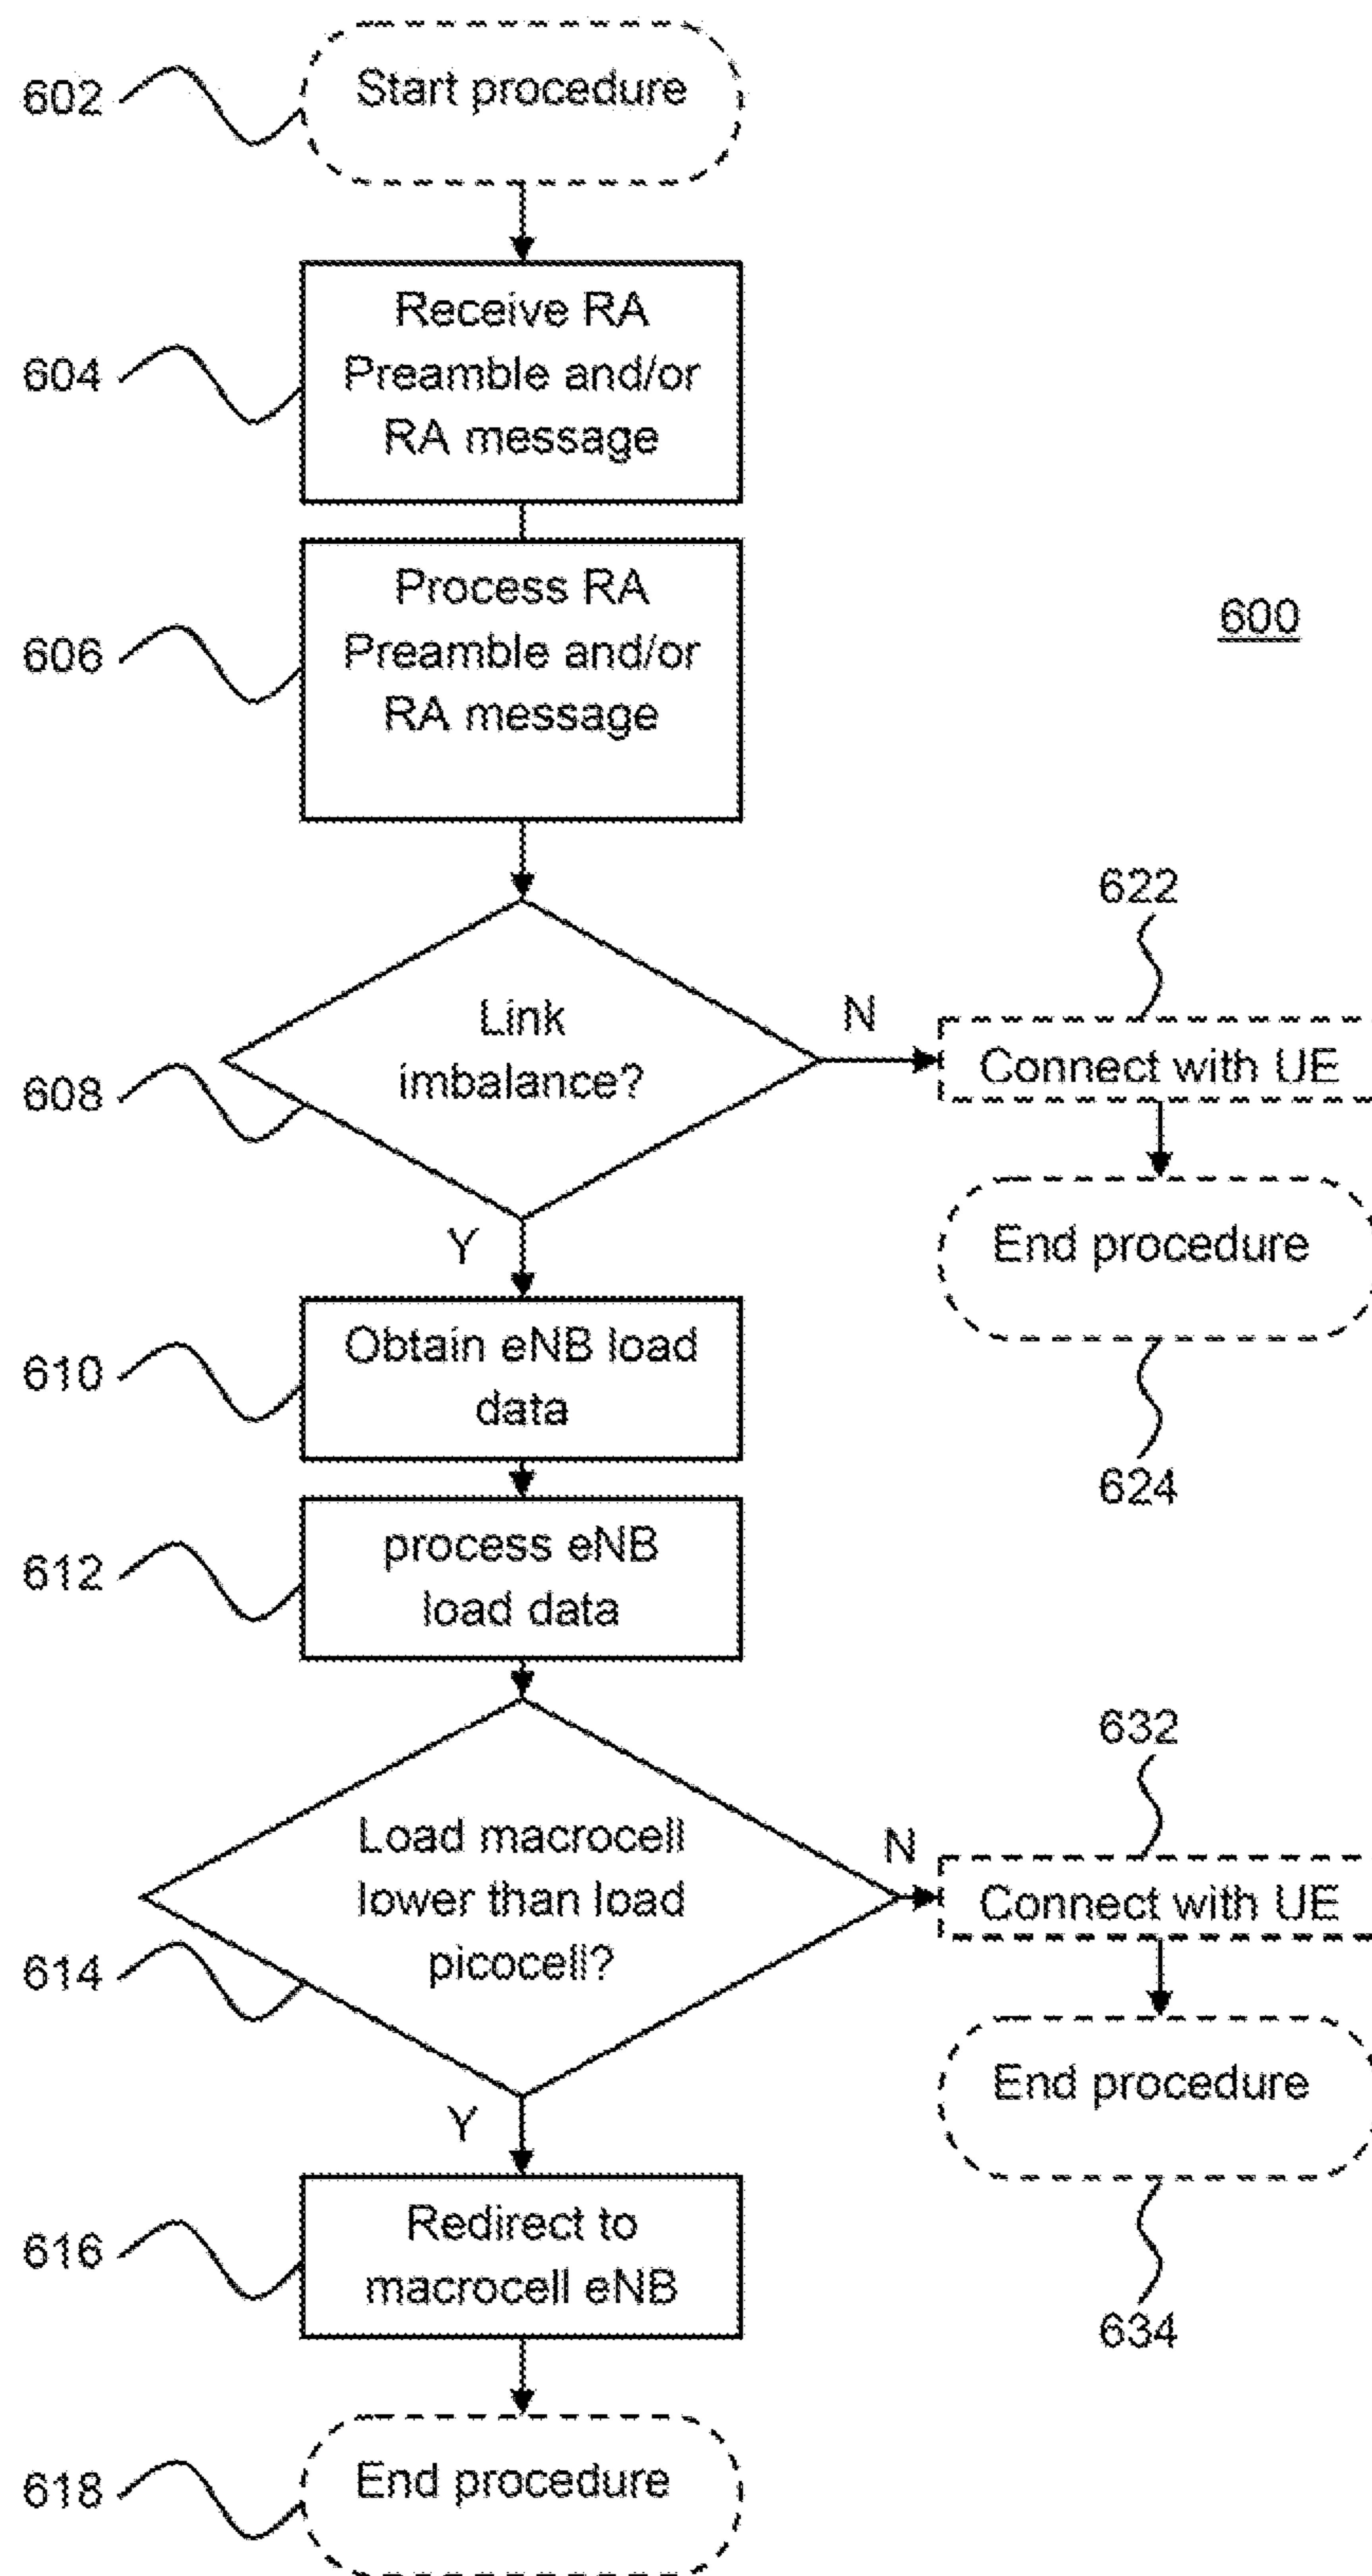 602
Start procedure
604
Receive RA
Preamble and/or
RA message
606
Process RA
Preamble and/or
RA message
600
608
Link
imbalance?
N
622
Connect with UE
End procedure
624
Y
610
Obtain eNB load
data
612
process eNB
load data
614
Load macrocell
lower than load
picocell?
N
632
Connect with UE
End procedure
634
Y
616
Redirect to
macrocell eNB
618
End procedure